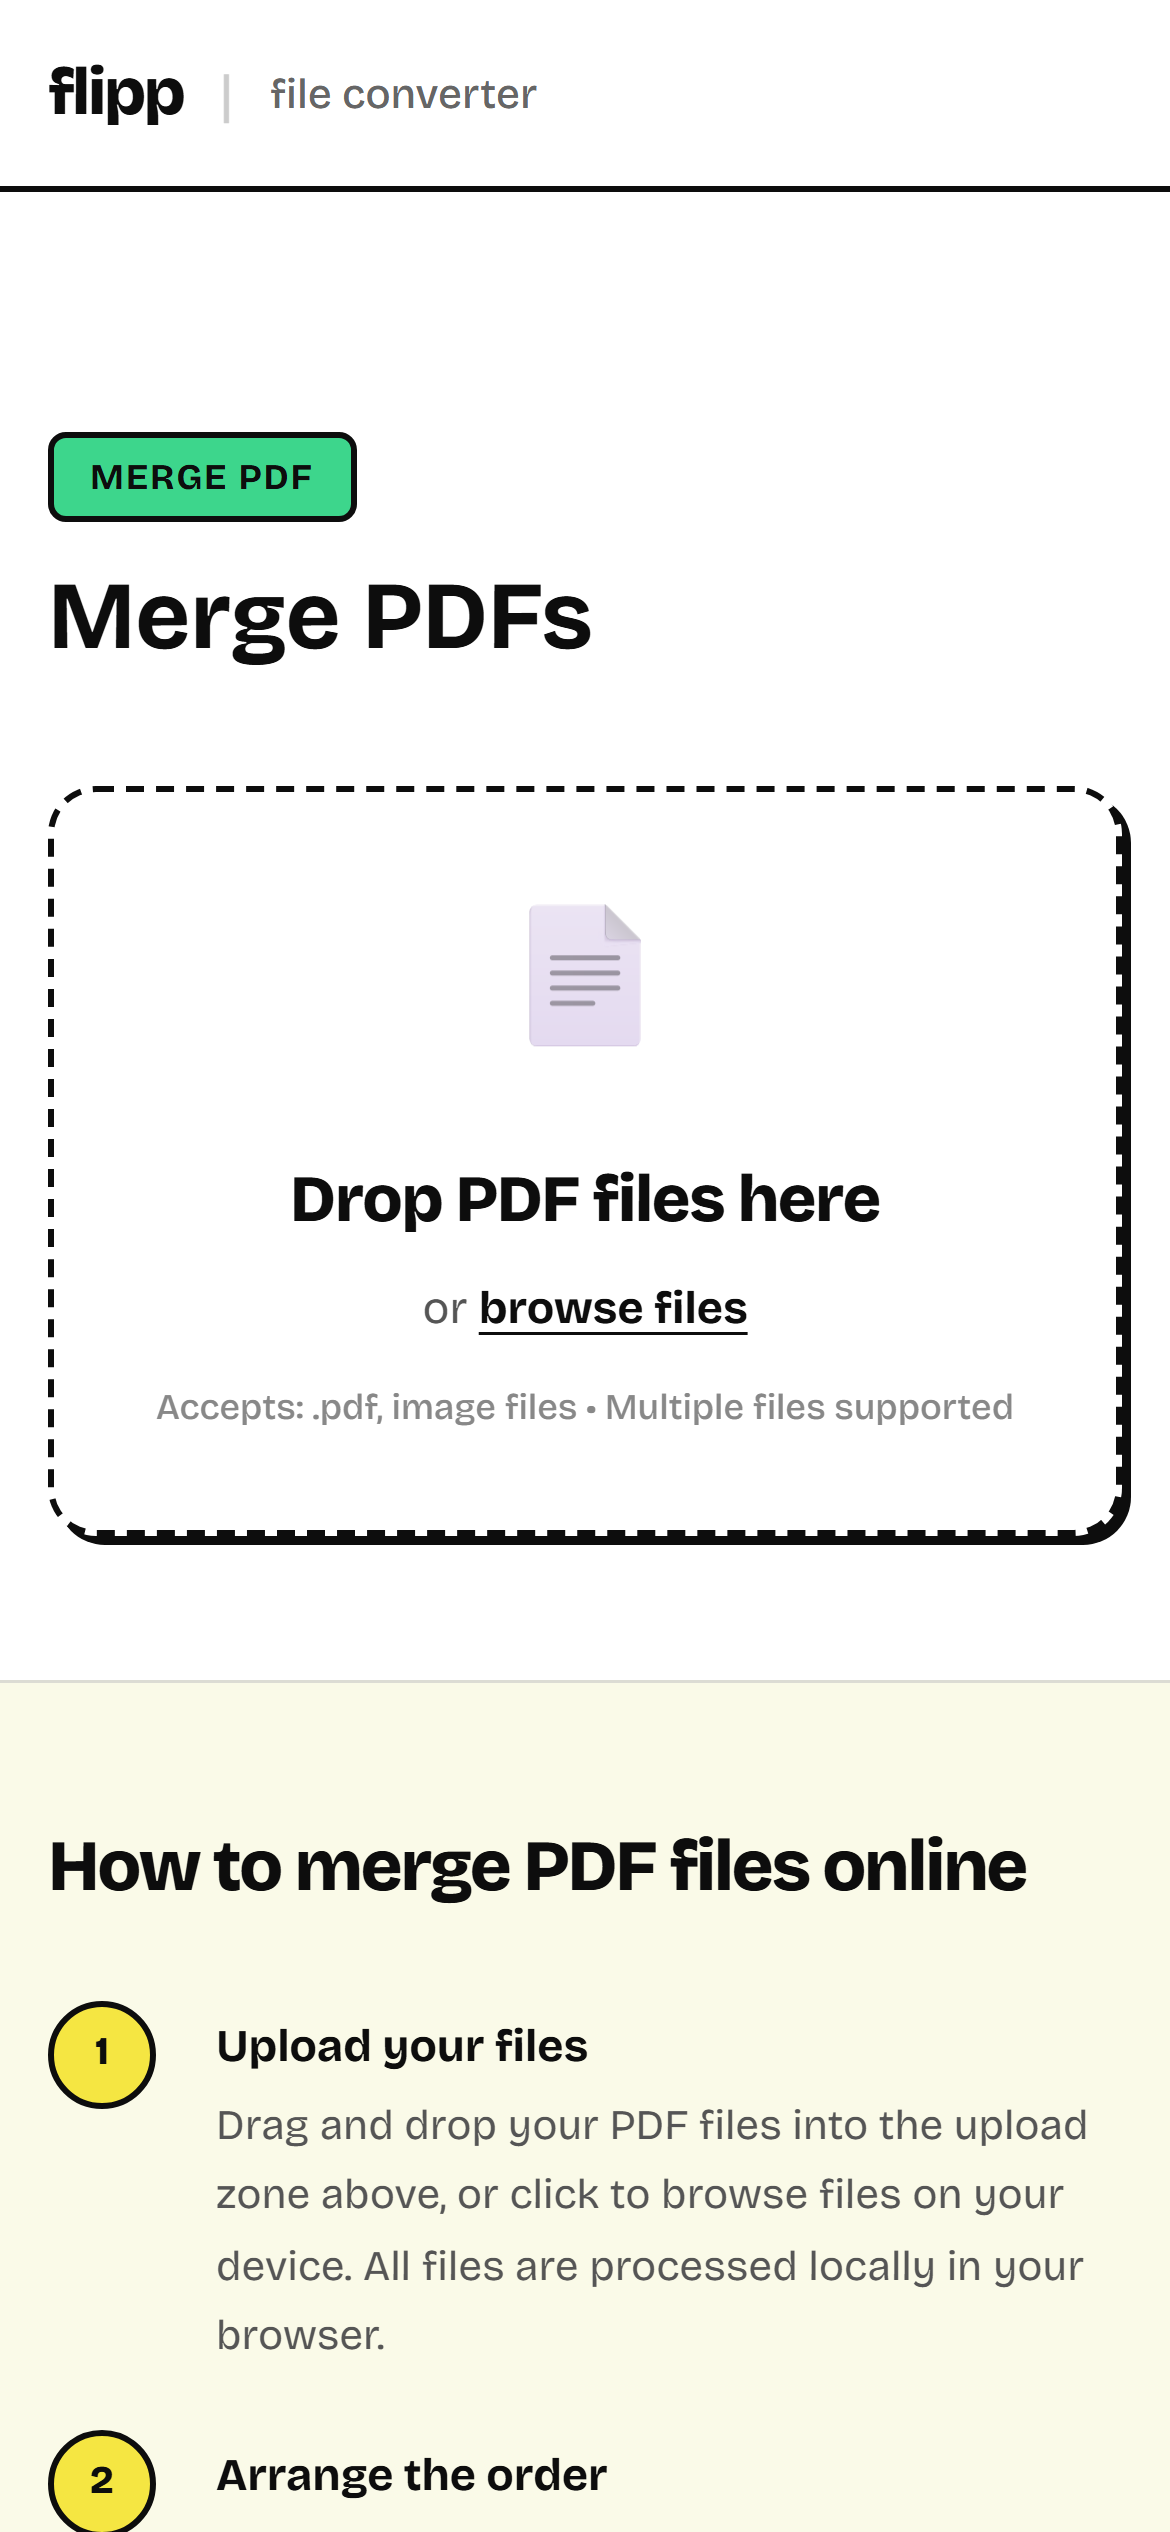 flipp | file converter
MERGE PDF
Merge PDFs
Drop PDF files here
or browse files
Accepts: .pdf, image files • Multiple files supported
How to merge PDF files online
1
Upload your files
Drag and drop your PDF files into the upload
zone above, or click to browse files on your
device. All files are processed locally in your
browser.
2
Arrange the order